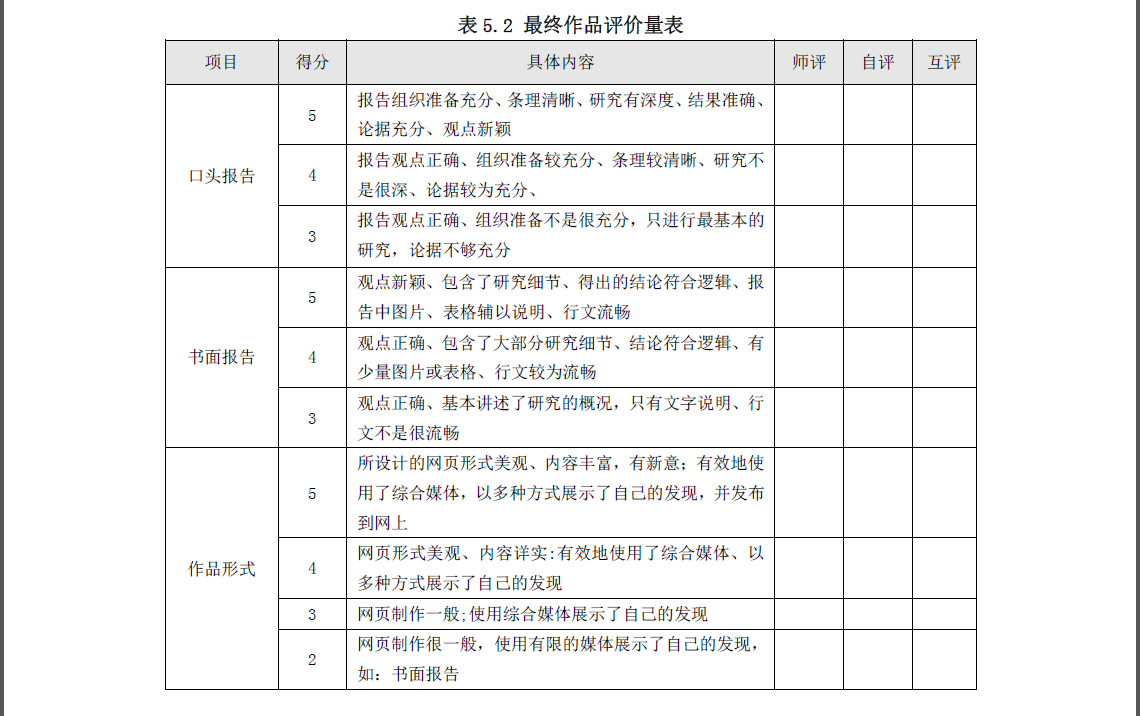 表 5.2 最终作品评价量表
项目 得分 具体内容 师评 自评 互评
口头报告
5
报告组织准备充分、条理清晰、研究有深度、结果准确、
论据充分、观点新颖
4
报告观点正确、组织准备较充分、条理较清晰、研究不
是很深、论据较为充分、
3
报告观点正确、组织准备不是很充分，只进行最基本的
研究，论据不够充分
书面报告
5
观点新颖、包含了研究细节、得出的结论符合逻辑、报
告中图片、表格辅以说明、行文流畅
4
观点正确、包含了大部分研究细节、结论符合逻辑、有
少量图片或表格、行文较为流畅
3
观点正确、基本讲述了研究的概况，只有文字说明、行
文不是很流畅
作品形式
5
所设计的网页形式美观、内容丰富，有新意；有效地使
用了综合媒体，以多种方式展示了自己的发现，并发布
到网上
4
网页形式美观、内容详实:有效地使用了综合媒体、以
多种方式展示了自己的发现
3
网页制作一般;使用综合媒体展示了自己的发现
2
网页制作很一般，使用有限的媒体展示了自己的发现，
如：书面报告